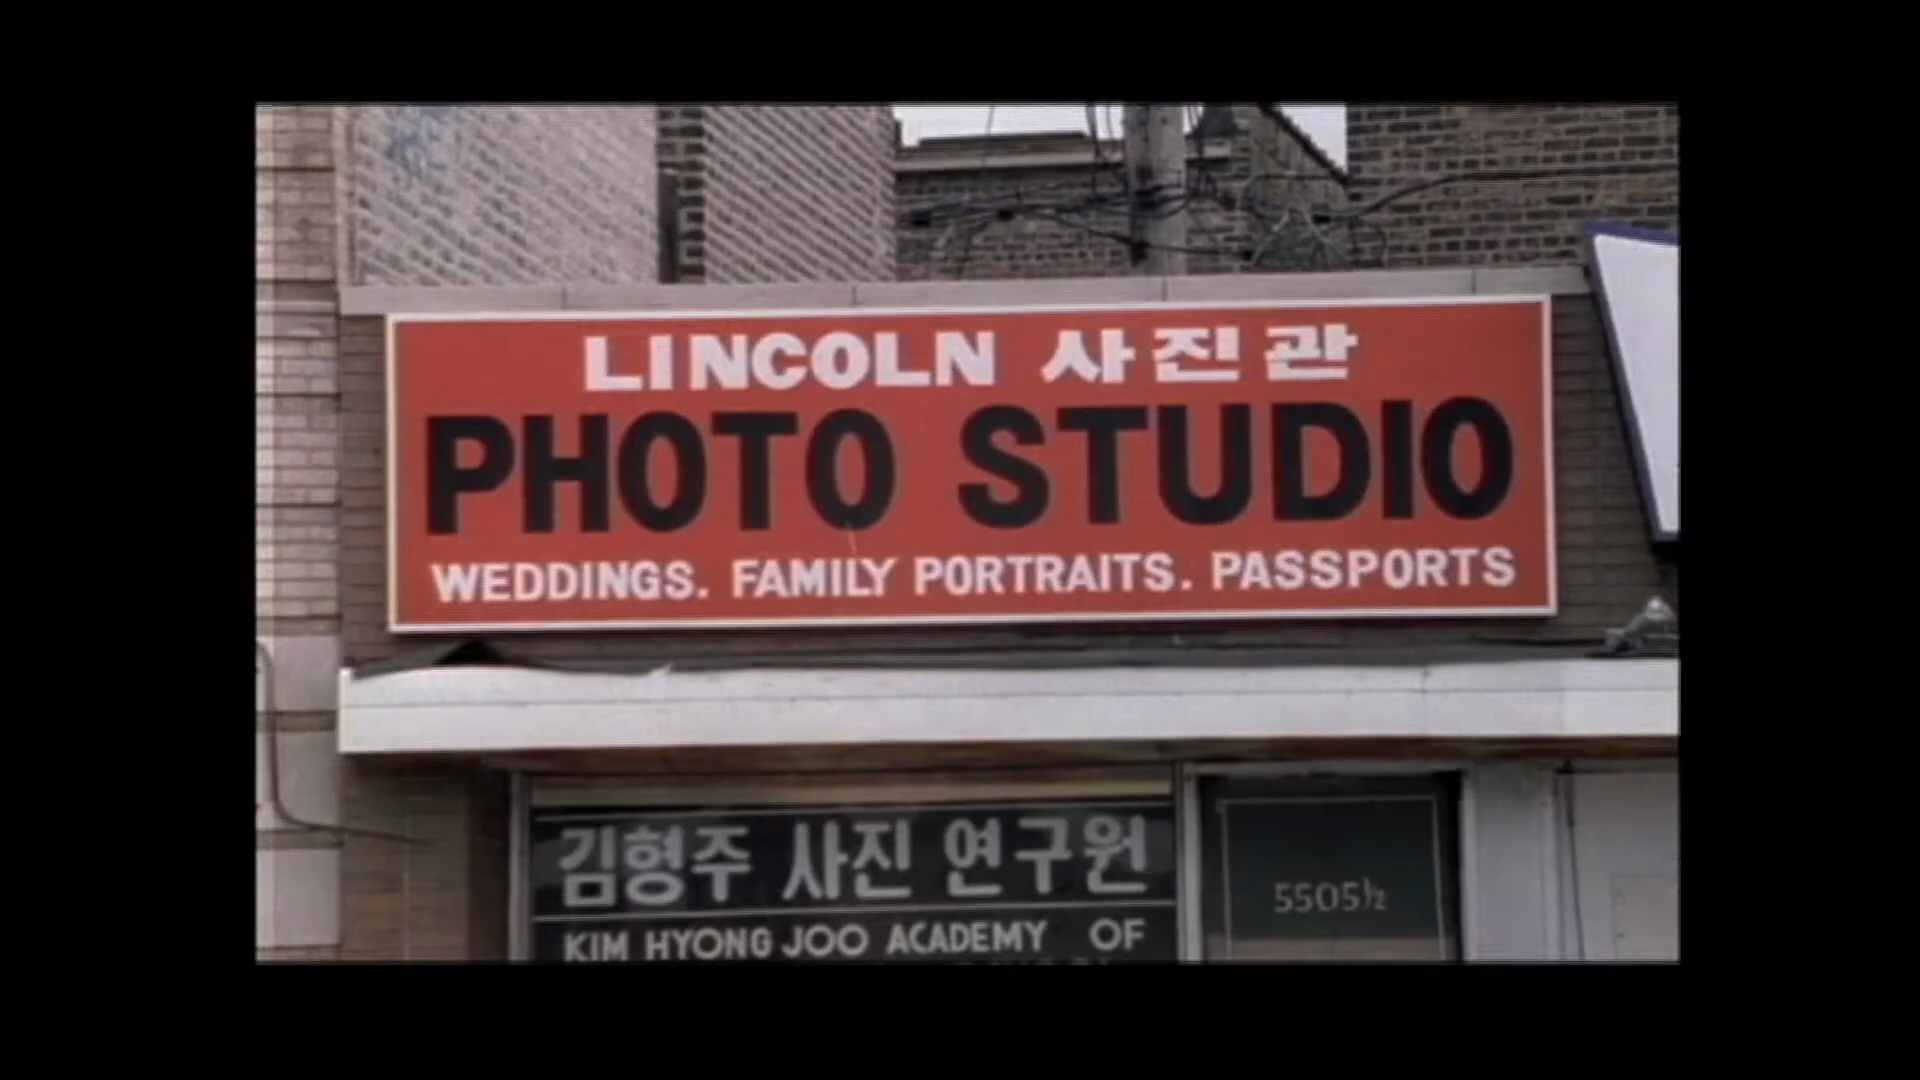 LINCOLN 사진관
PHOTO STUDIO
WEDDINGS. FAMILY PORTRAITS. PASSPORTS
김형주 사진 연구원
5505½
KIM HYONG JOO ACADEMY OF